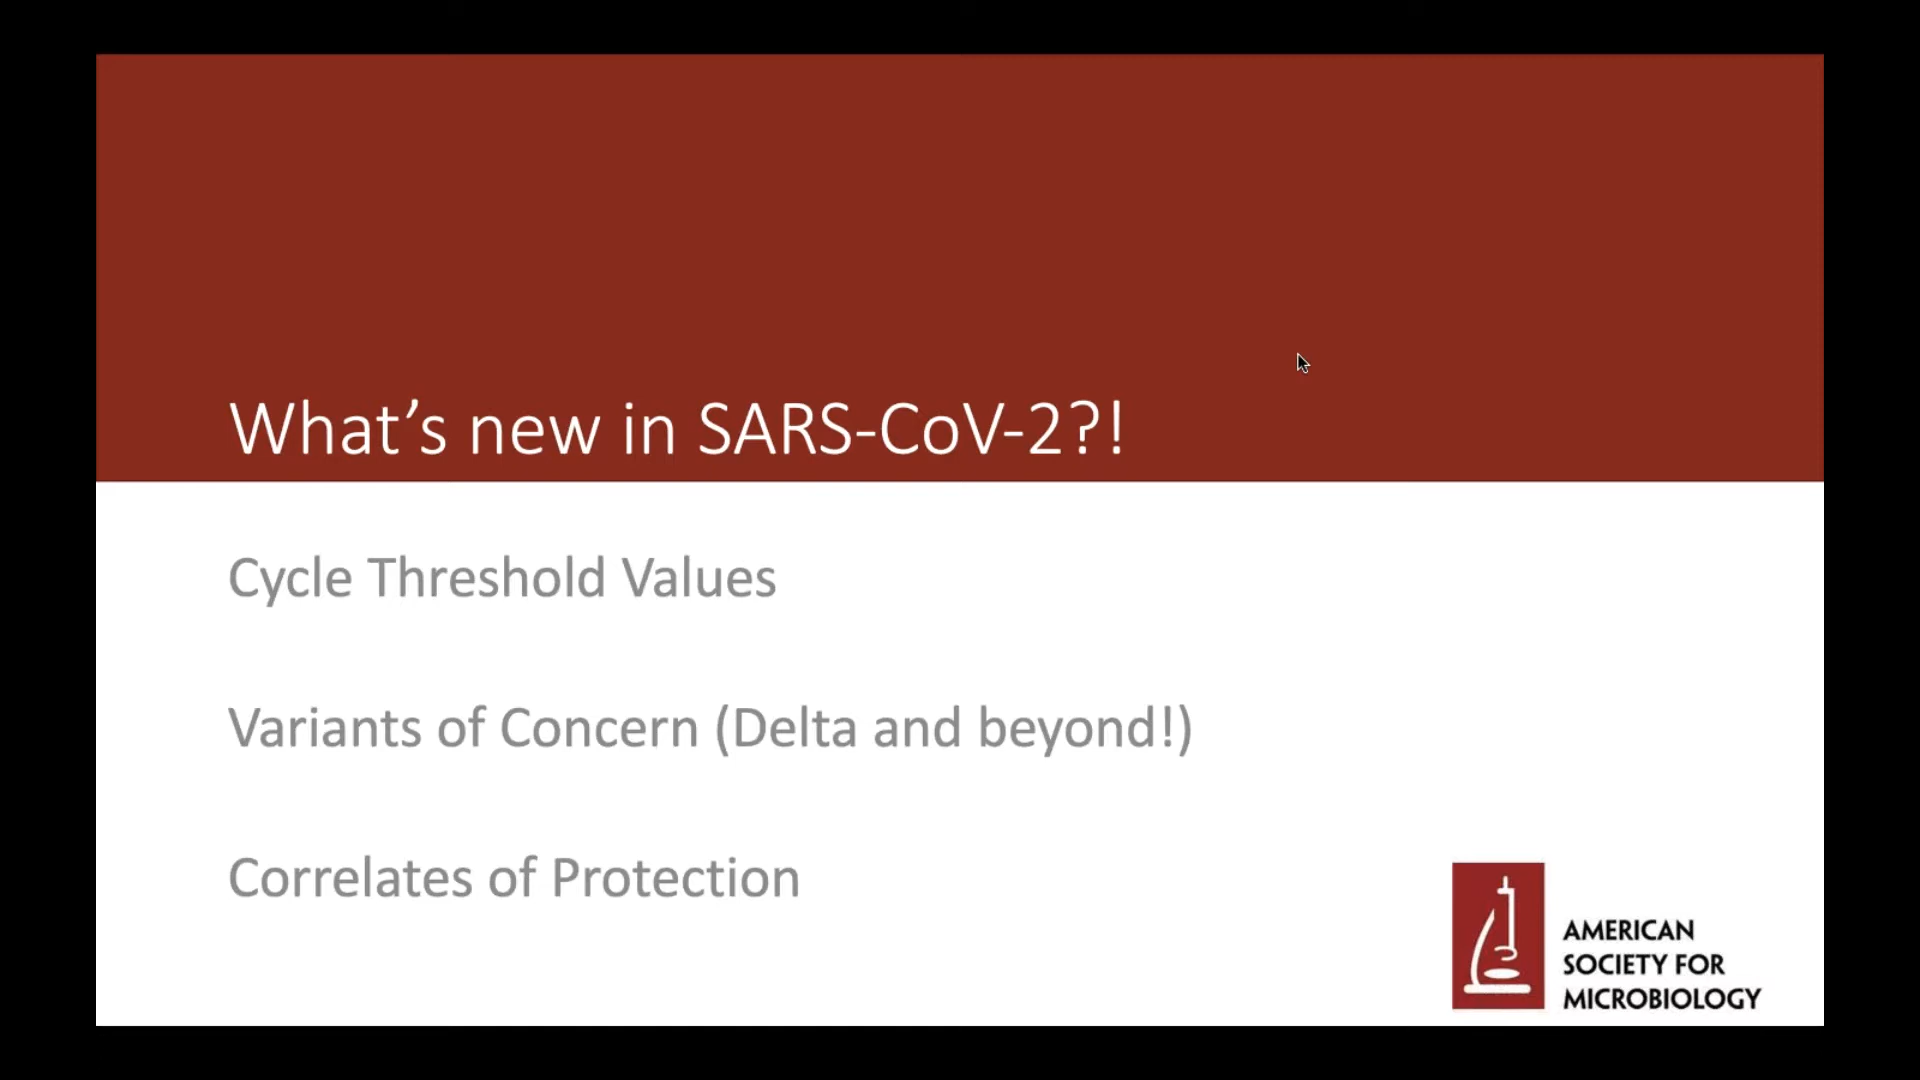 What’s new in SARS-CoV-2?!
Cycle Threshold Values
Variants of Concern (Delta and beyond!)
Correlates of Protection
AMERICAN
SOCIETY FOR
MICROBIOLOGY